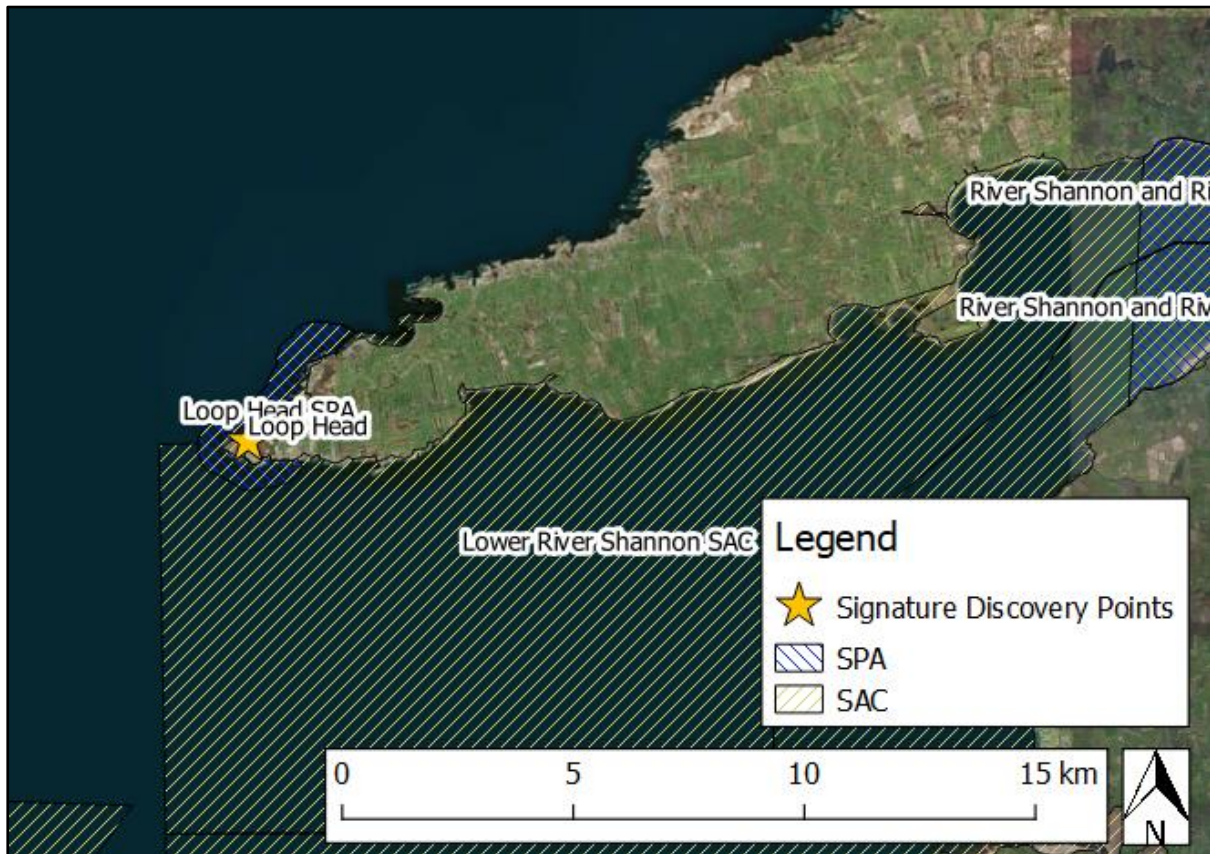 River Shannon and Ri
River Shannon and Riv
Loop Head SPA
Loop Head
Lower River Shannon SAC
Legend
Signature Discovery Points
SPA
SAC
0 5 10 15 km
N